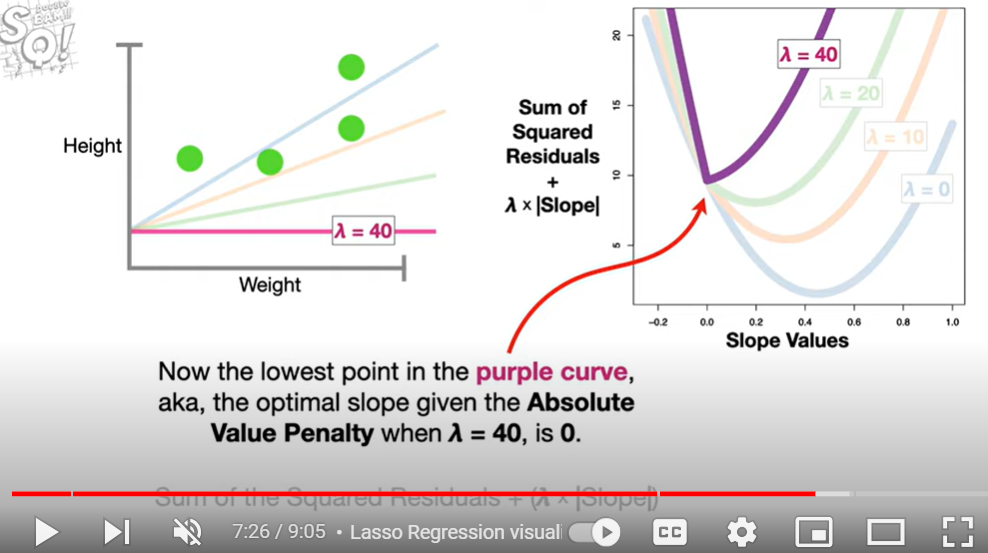 DOUBLE
BAM!!!
SQ!
Height
Weight
λ = 40
Sum of
Squared
Residuals
+
λ x |Slope|
20
15
10
5
λ = 40
λ = 20
λ = 10
λ = 0
-0.2 0.0 0.2 0.4 0.6 0.8 1.0
Slope Values
Now the lowest point in the purple curve,
aka, the optimal slope given the Absolute
Value Penalty when λ = 40, is 0.
Sum of the Squared Residuals + (λ x |Slope|)
7:26 / 9:05 • Lasso Regression visuali
CC